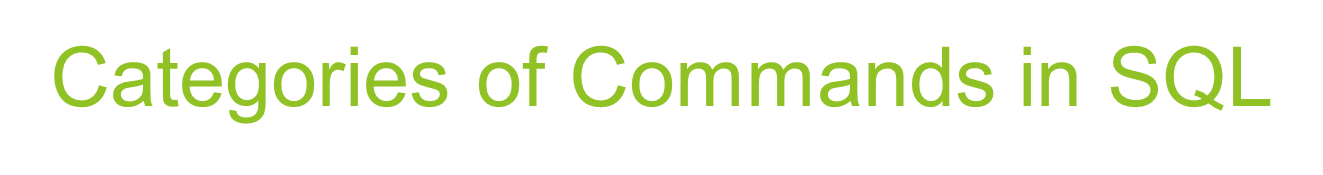 Categories of Commands in SQL